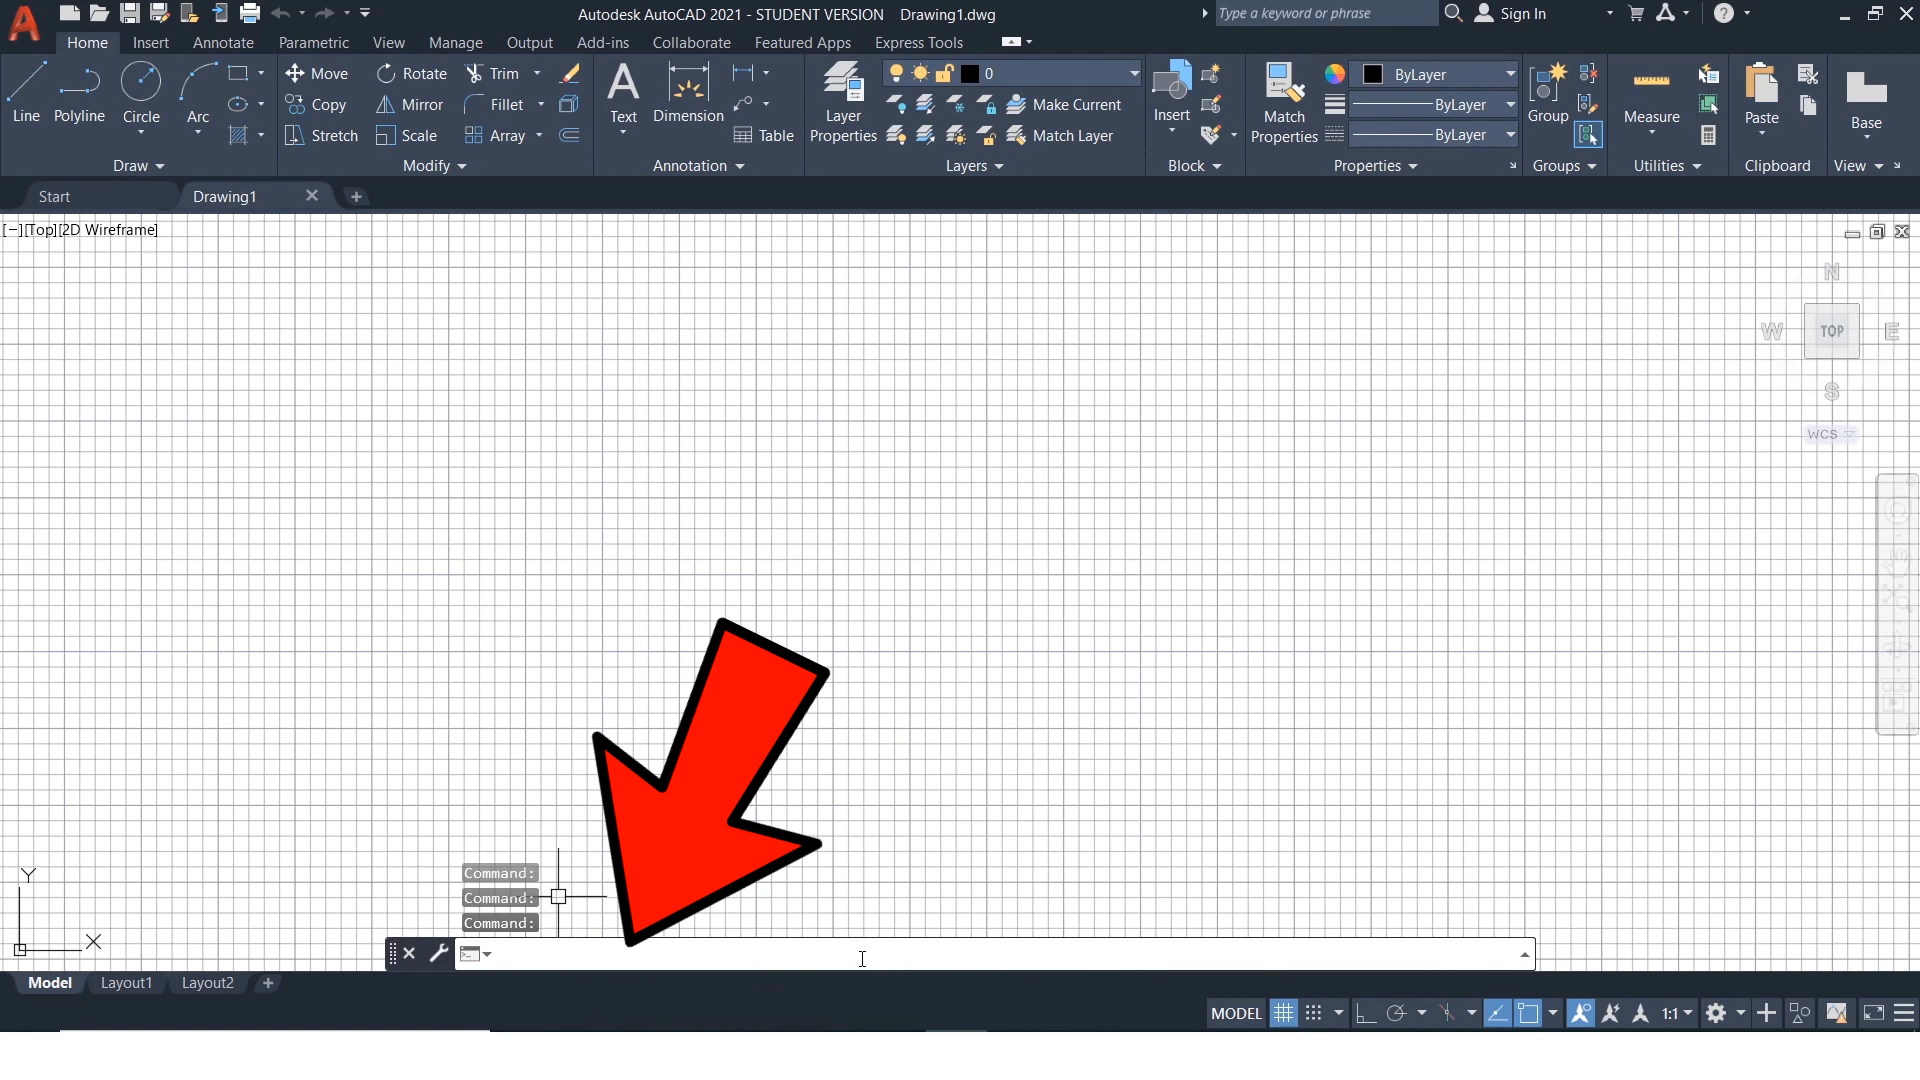 Autodesk AutoCAD 2021 - STUDENT VERSION Drawing1.dwg
Type a keyword or phrase
Sign In
Home Insert Annotate Parametric View Manage Output Add-ins Collaborate Featured Apps Express Tools
Line Polyline Circle Arc
Draw
Move Rotate Trim
Copy Mirror Fillet
Stretch Scale Array
Modify
Text Dimension Table
Annotation
Layer Properties
0
Make Current
Match Layer
Layers
Insert
Block
Match Properties
ByLayer
ByLayer
ByLayer
Properties
Group
Groups
Measure
Utilities
Paste
Clipboard
Base
View
Start Drawing1
[−][Top][2D Wireframe]
N
W TOP E
S
WCS
Command:
Command:
Command:
Y
X
Model Layout1 Layout2
MODEL 1:1